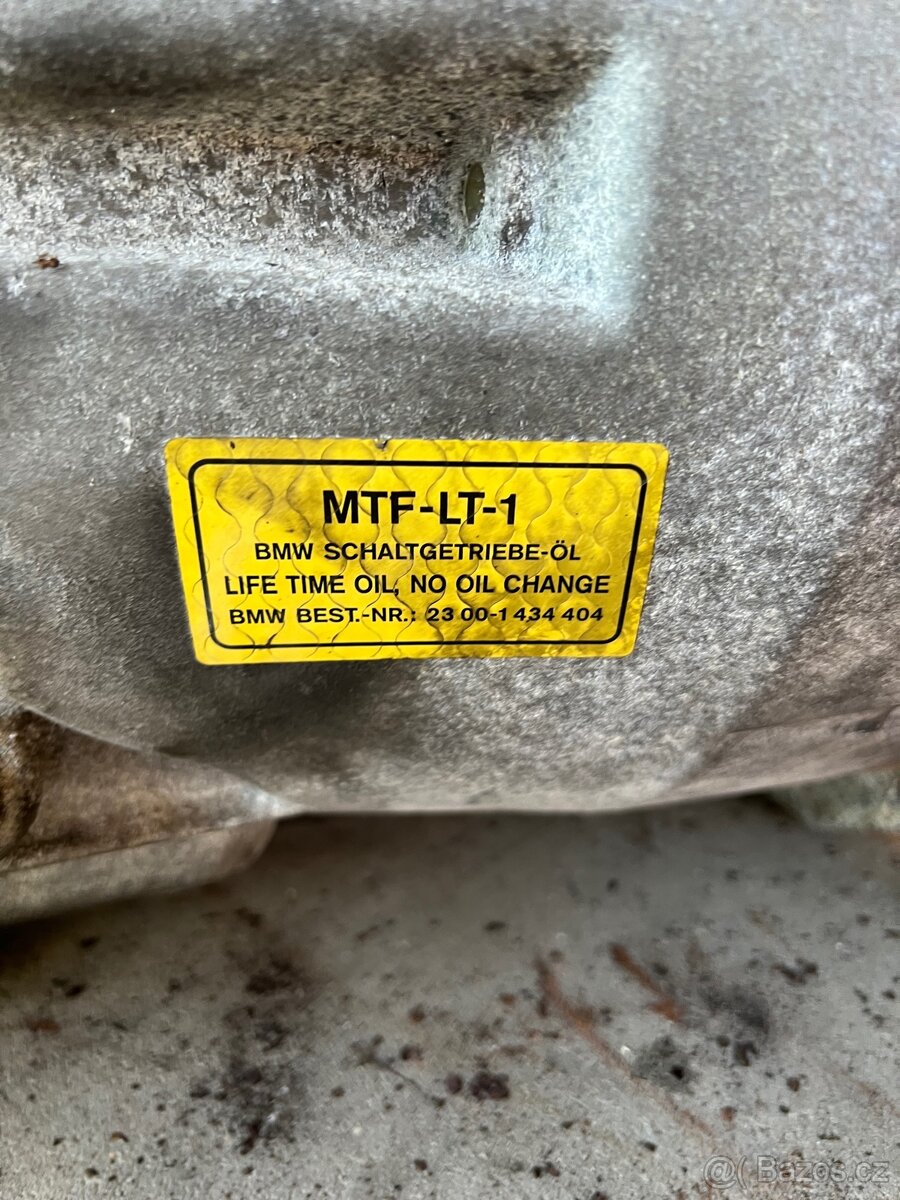 MTF-LT-1
BMW SCHALTGETRIEBE-ÖL
LIFE TIME OIL, NO OIL CHANGE
BMW BEST.-NR.: 23 00-1 434 404
@( Bazos.cz